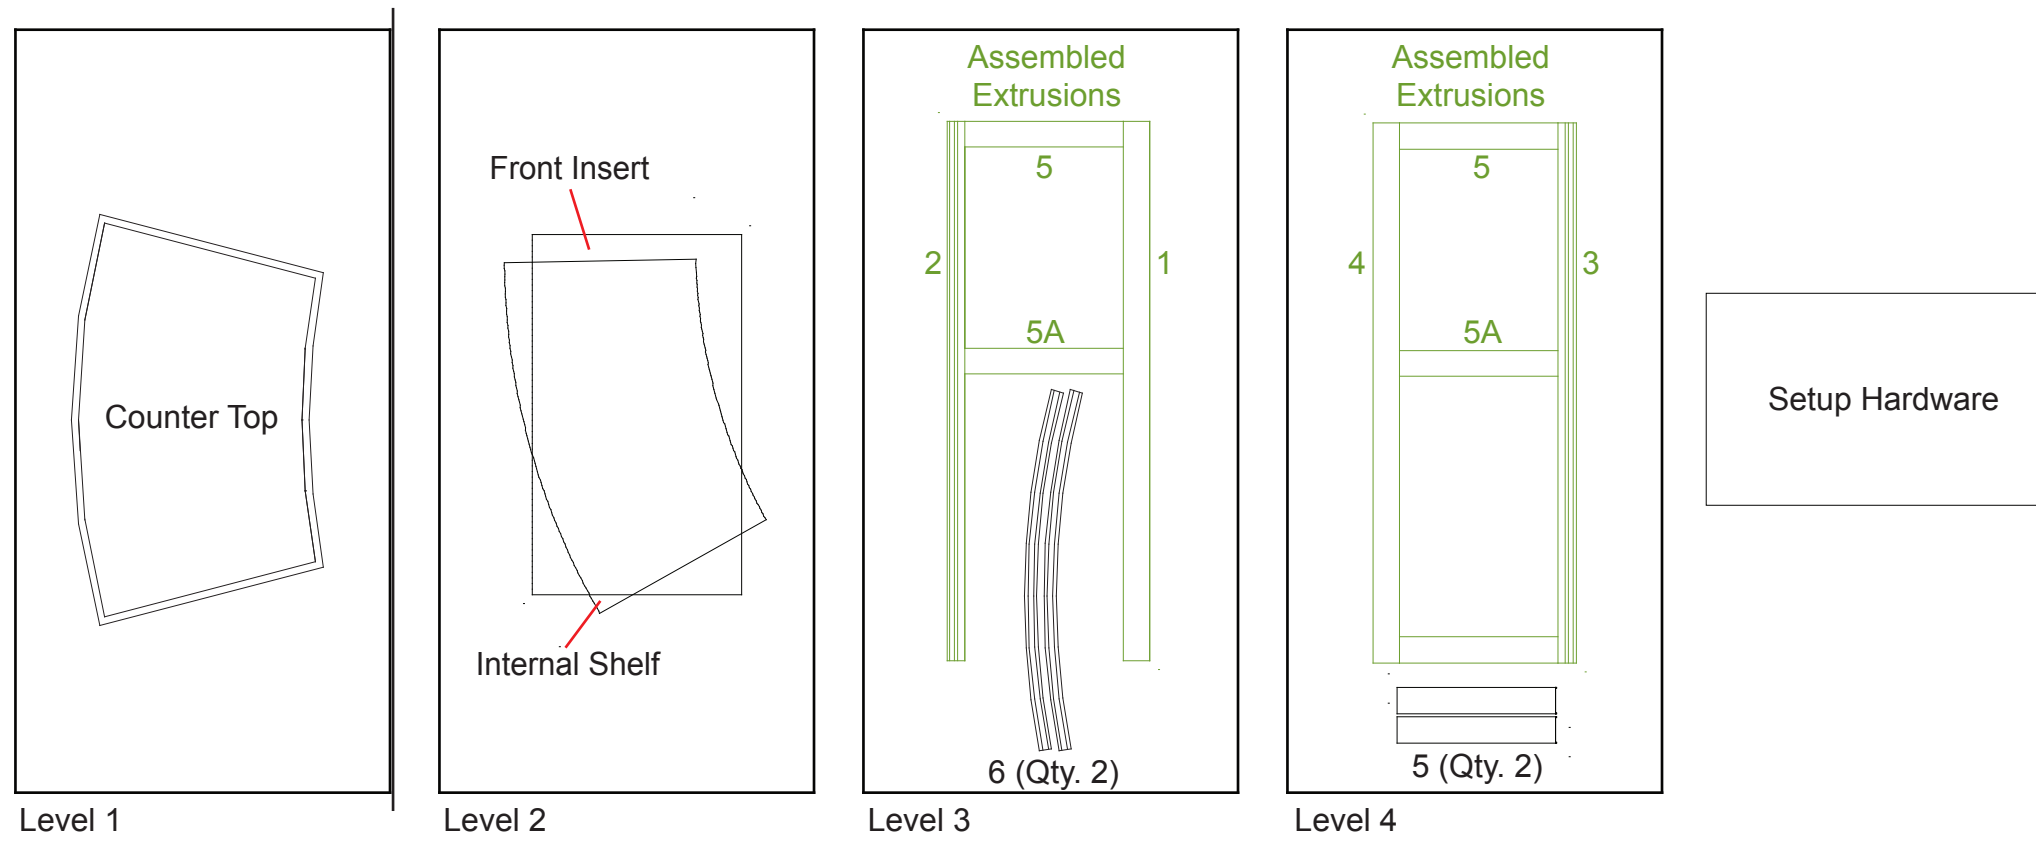 Counter Top
Level 1
Front Insert
Internal Shelf
Level 2
Assembled
Extrusions
5
2
1
5A
6 (Qty. 2)
Level 3
Assembled
Extrusions
5
4
3
5A
5 (Qty. 2)
Level 4
Setup Hardware